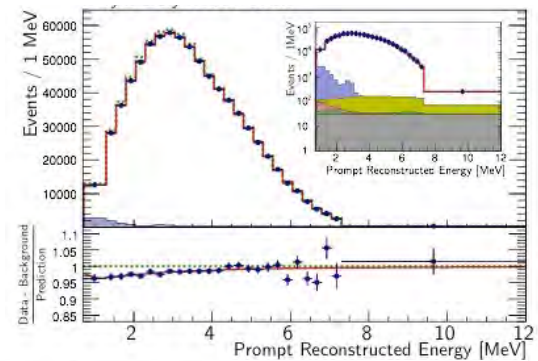 Events / 1 MeV
60000
50000
40000
30000
20000
10000
Events / 1MeV
10⁵
10⁴
10³
10²
10
1
2 4 6 8 10 12
Prompt Reconstructed Energy [MeV]
Data - Background
Prediction
1.1
1.05
1
0.95
0.9
0.85
2 4 6 8 10 12
Prompt Reconstructed Energy [MeV]